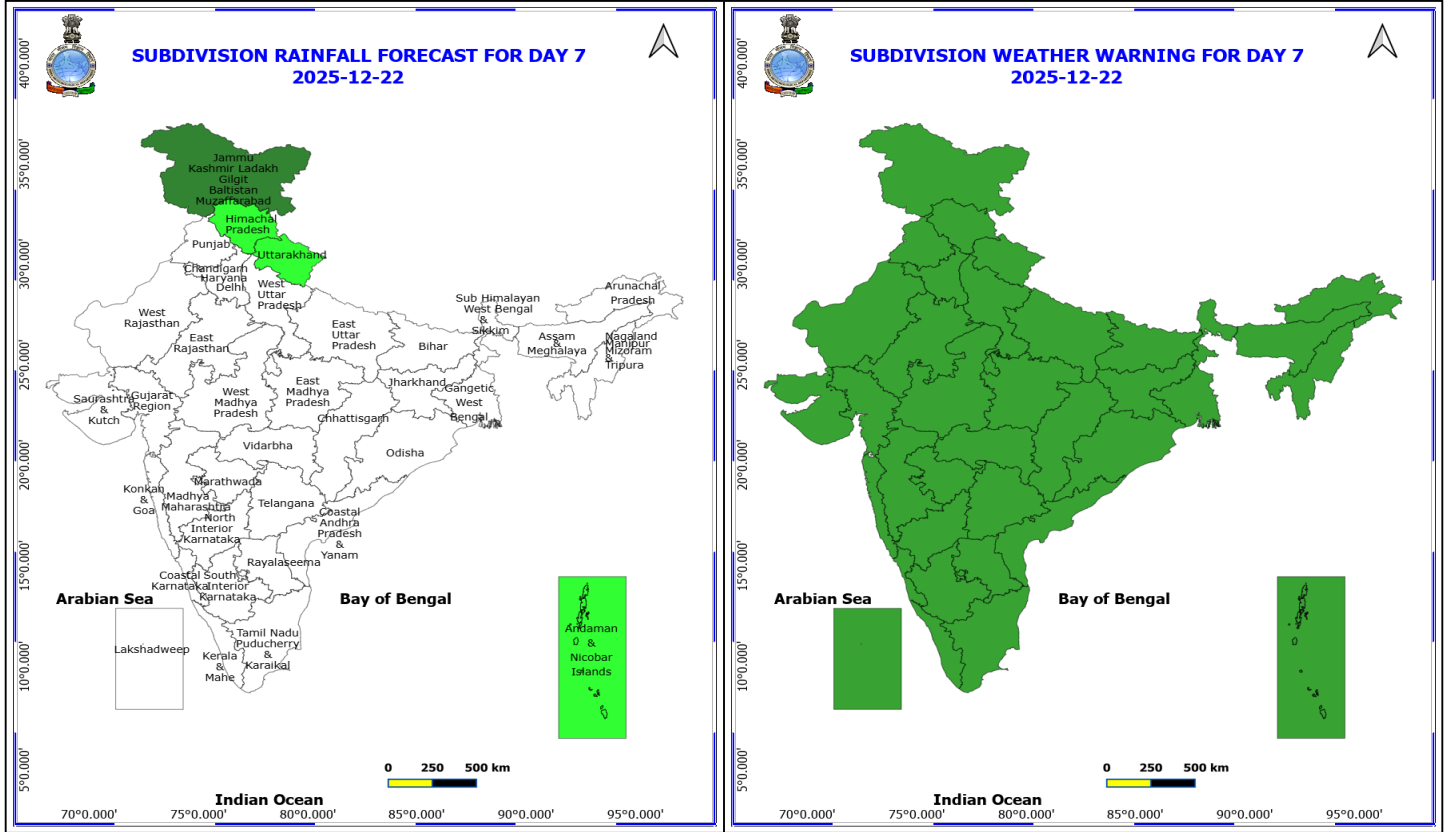 SUBDIVISION RAINFALL FORECAST FOR DAY 7
2025-12-22
40°0.000'
35°0.000'
30°0.000'
25°0.000'
20°0.000'
15°0.000'
10°0.000'
5°0.000'
Jammu
Kashmir Ladakh
Gilgit
Baltistan
Muzaffarabad
Himachal
Pradesh
Punjab
Uttarakhand
Chandigarh
Haryana
Delhi
West
Uttar
Pradesh
West
Rajasthan
East
Rajasthan
East
Uttar
Pradesh
Bihar
Sub Himalayan
West Bengal
&
Sikkim
Arunachal
Pradesh
Assam
&
Meghalaya
Nagaland
Manipur
Mizoram
&
Tripura
Saurashtra
&
Kutch
Gujarat
Region
West
Madhya
Pradesh
East
Madhya
Pradesh
Jharkhand
Gangetic
West
Bengal
Chhattisgarh
Vidarbha
Odisha
Konkan
&
Goa
Madhya
Maharashtra
Marathwada
Telangana
North
Interior
Karnataka
Coastal
Andhra
Pradesh
&
Yanam
Rayalaseema
Coastal
Karnataka
South
Interior
Karnataka
Arabian Sea
Bay of Bengal
Lakshadweep
Kerala
&
Mahe
Tamil Nadu
Puducherry
&
Karaikal
Andaman
&
Nicobar
Islands
0 250 500 km
Indian Ocean
70°0.000' 75°0.000' 80°0.000' 85°0.000' 90°0.000' 95°0.000'
SUBDIVISION WEATHER WARNING FOR DAY 7
2025-12-22
40°0.000'
35°0.000'
30°0.000'
25°0.000'
20°0.000'
15°0.000'
10°0.000'
5°0.000'
Arabian Sea
Bay of Bengal
0 250 500 km
Indian Ocean
70°0.000' 75°0.000' 80°0.000' 85°0.000' 90°0.000' 95°0.000'